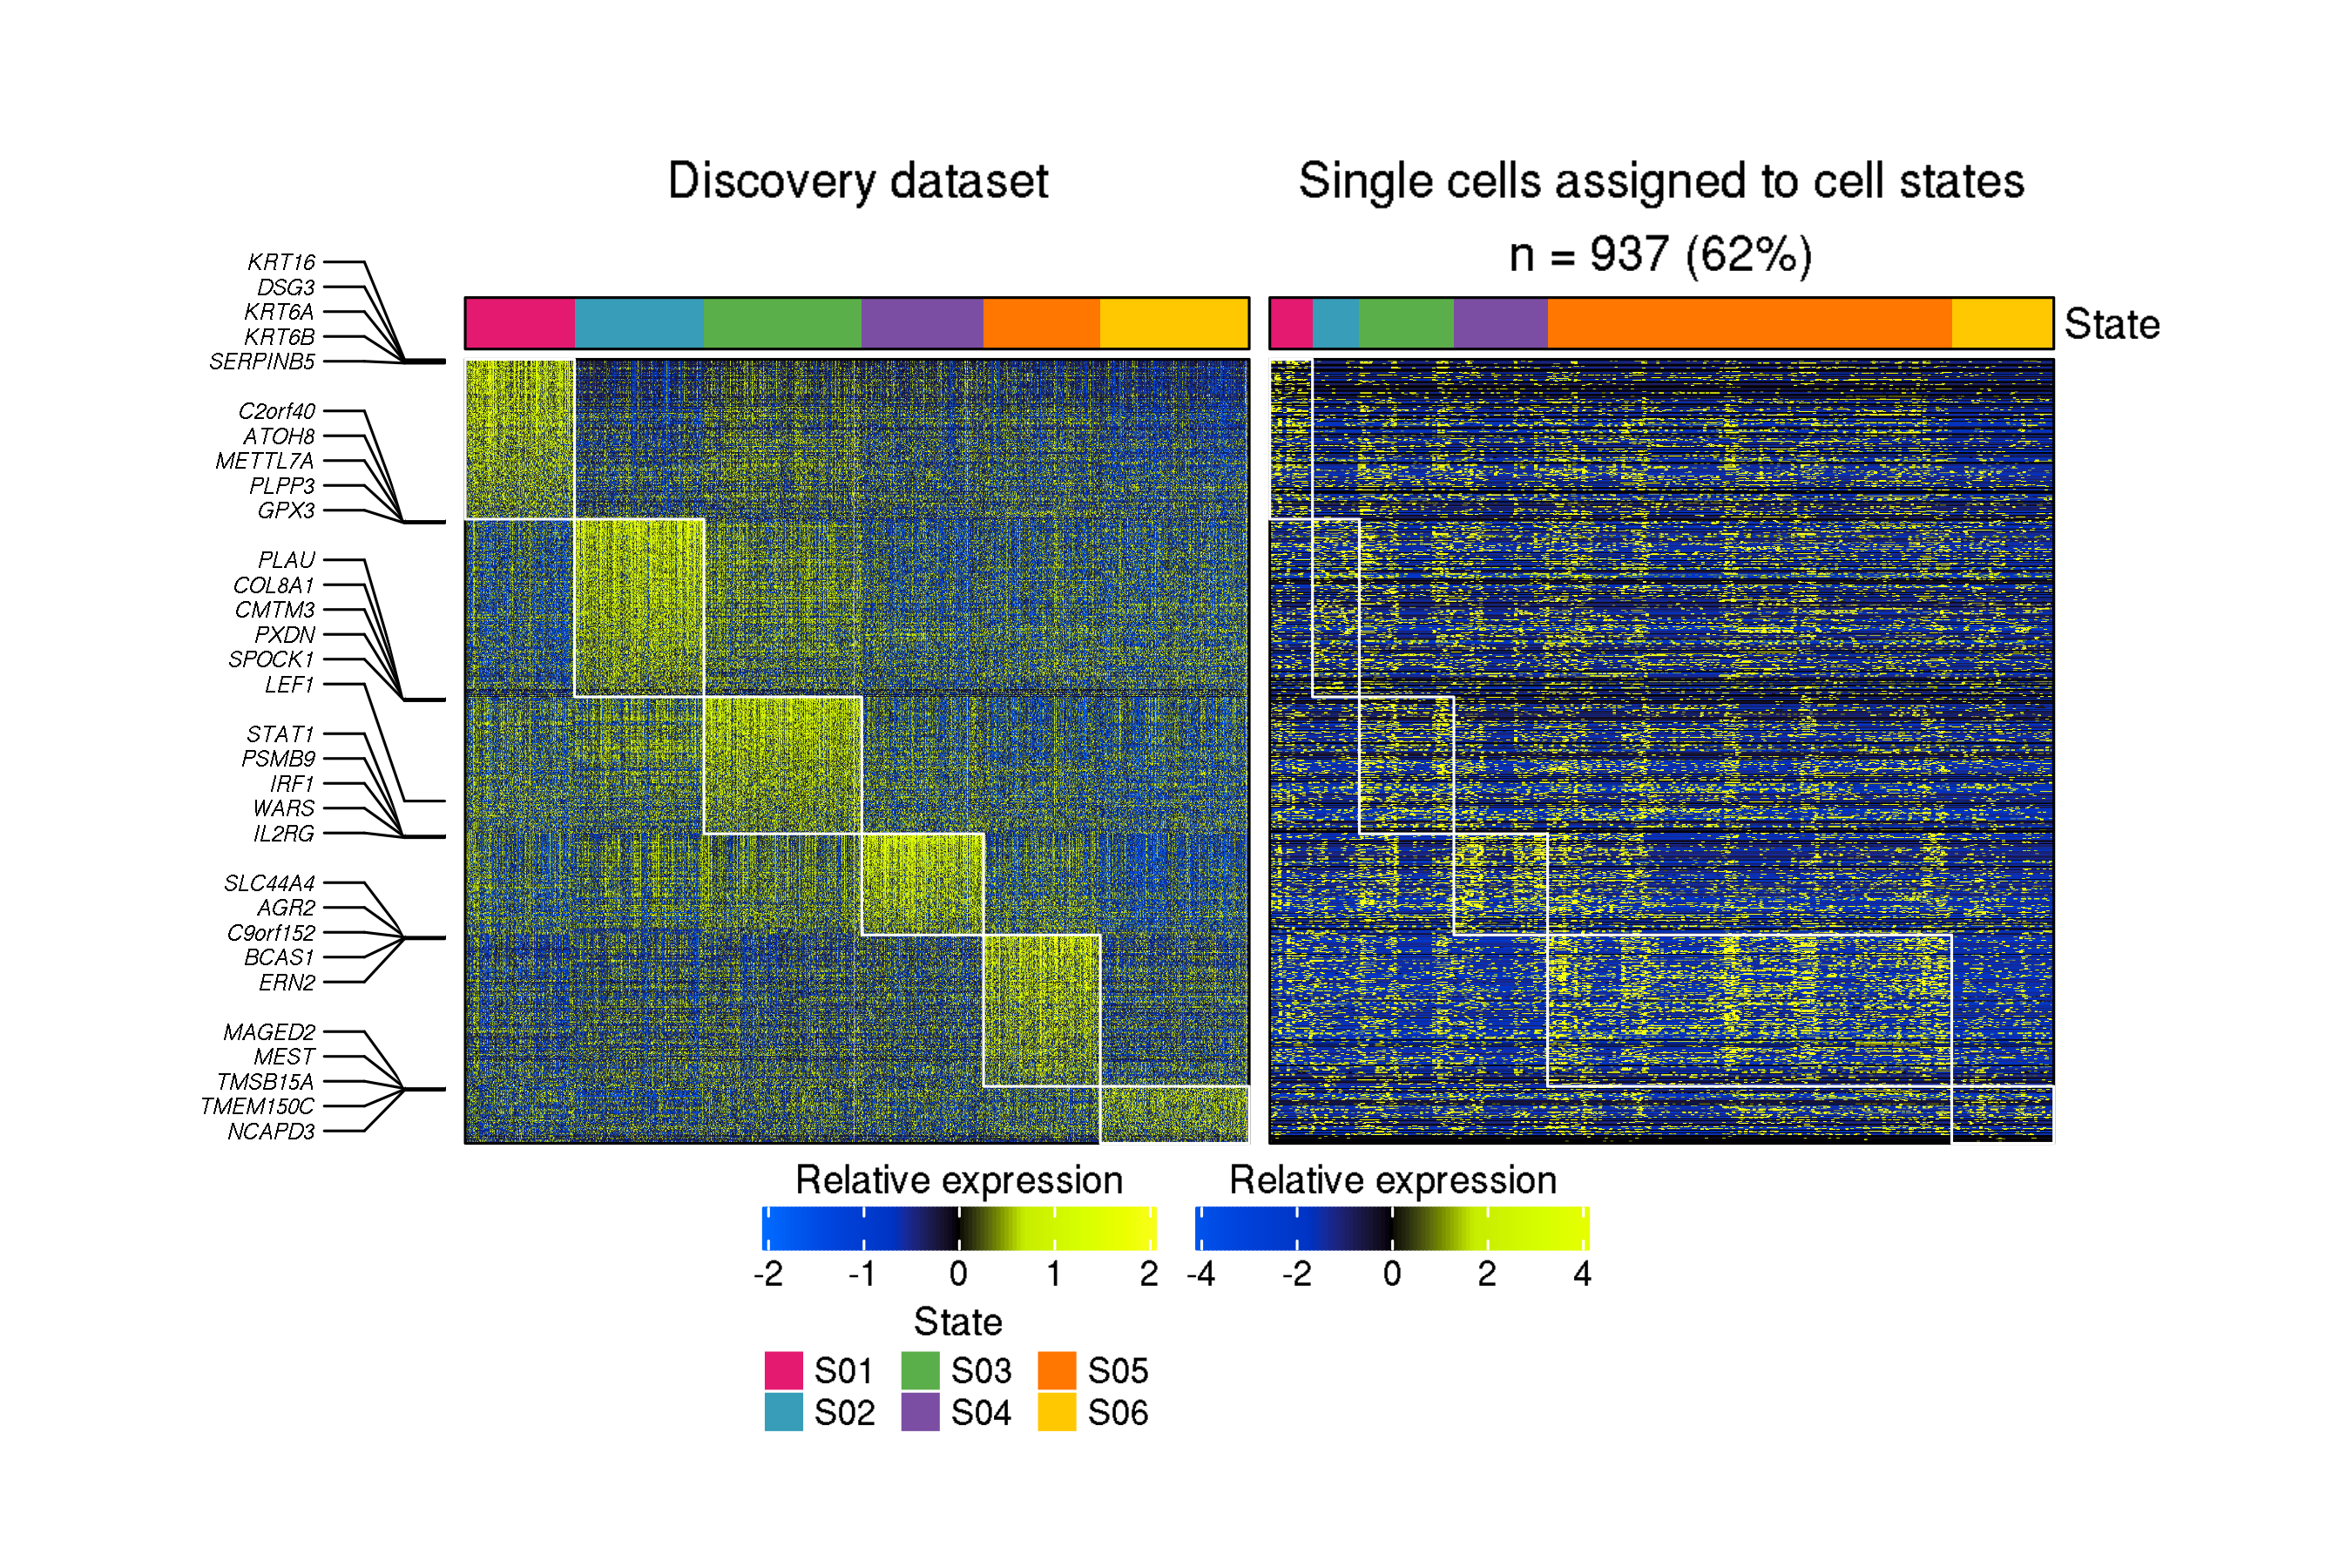 Discovery dataset
Single cells assigned to cell states
n = 937 (62%)
State
KRT16
DSG3
KRT6A
KRT6B
SERPINB5
C2orf40
ATOH8
METTL7A
PLPP3
GPX3
PLAU
COL8A1
CMTM3
PXDN
SPOCK1
LEF1
STAT1
PSMB9
IRF1
WARS
IL2RG
SLC44A4
AGR2
C9orf152
BCAS1
ERN2
MAGED2
MEST
TMSB15A
TMEM150C
NCAPD3
Relative expression
-2 -1 0 1 2
Relative expression
-4 -2 0 2 4
State
S01 S03 S05
S02 S04 S06